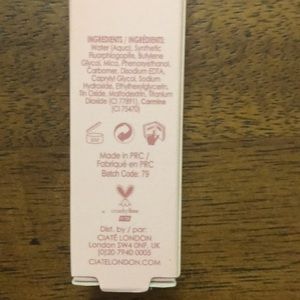 INGREDIENTS / INGRÉDIENTS:
Water (Aqua), Synthetic
Fluorphlogopite, Butylene
Glycol, Mica, Phenoxyethanol,
Carbomer, Disodium EDTA,
Caprylyl Glycol, Sodium
Hydroxide, Ethylhexylglycerin,
Tin Oxide, Maltodextrin, Titanium
Dioxide (CI 77891), Carmine
(CI 75470)
Made in PRC /
Fabriqué en PRC
Batch Code: 79
crueltyfree
Dist. by / par:
CIATÉ LONDON
London SW4 0NF, UK
(0)20-7940 0005
CIATELONDON.COM